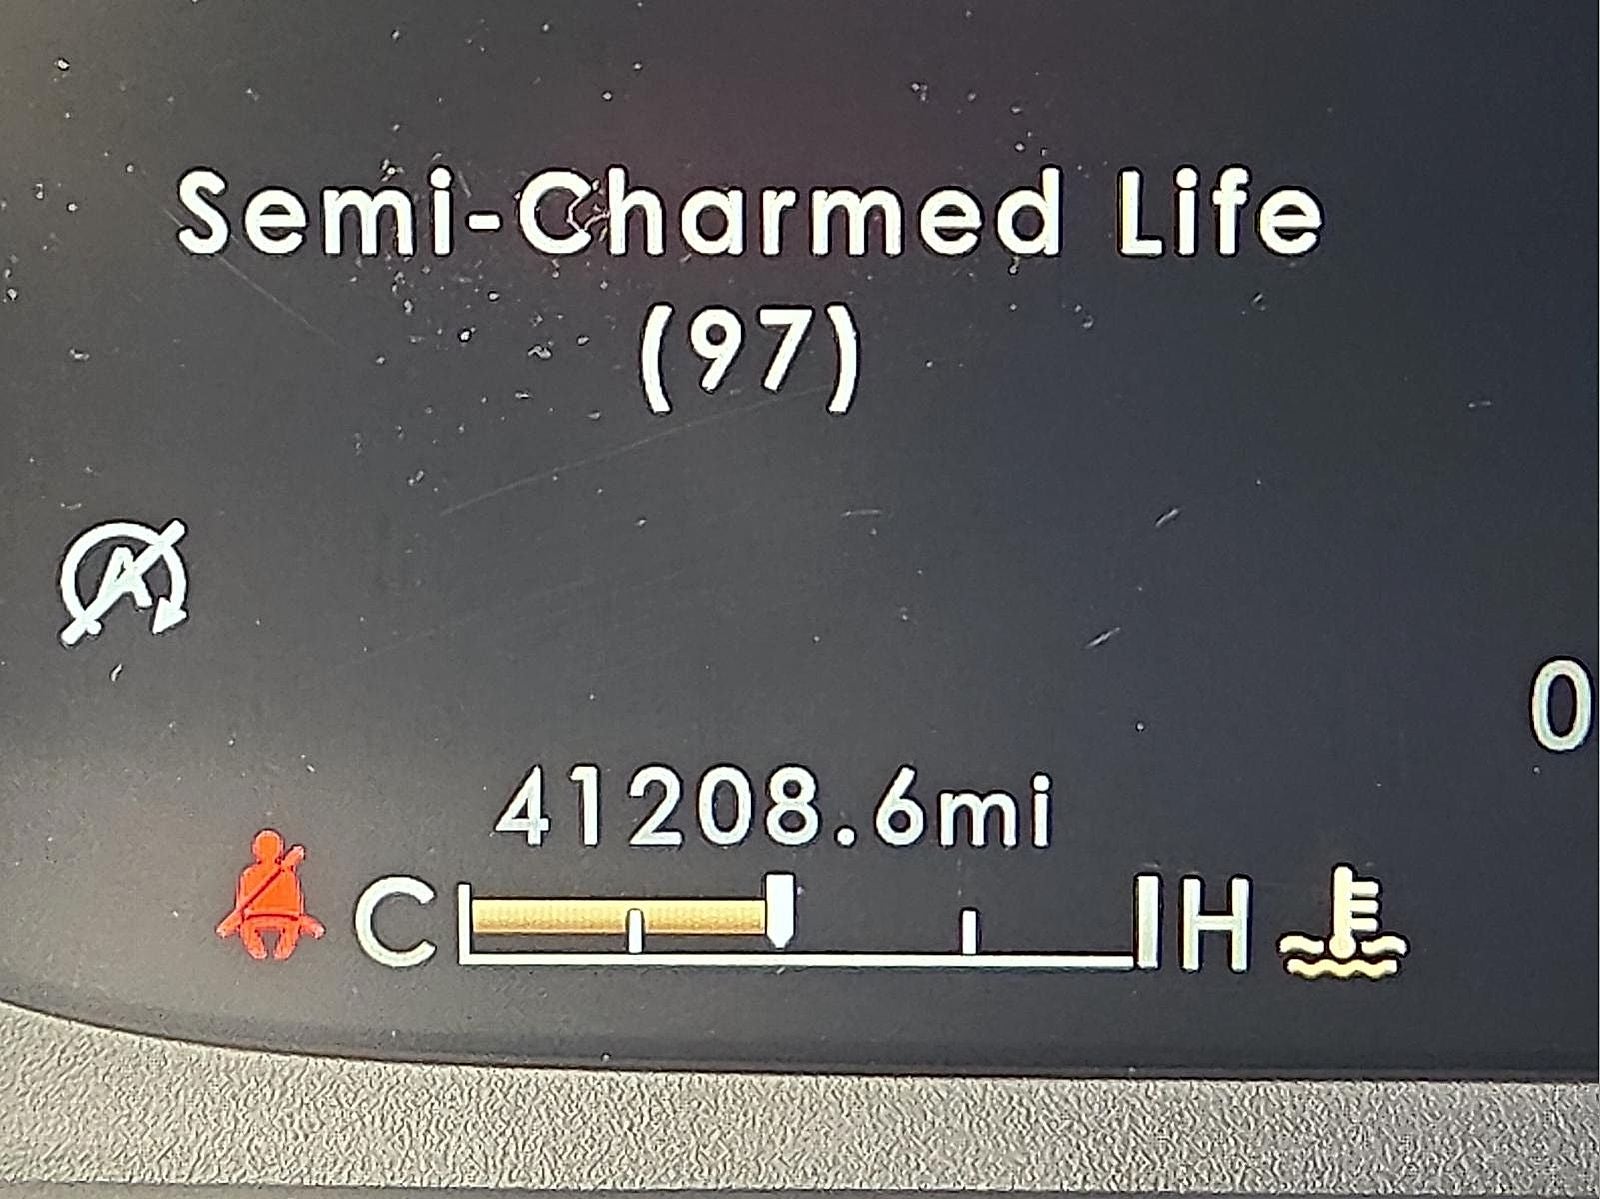 Semi-Charmed Life
(97)
0
41208.6mi
C H